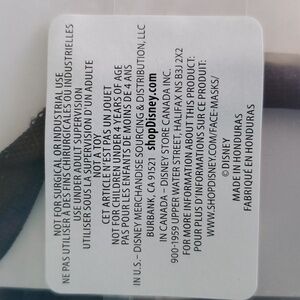 NOT FOR SURGICAL OR INDUSTRIAL USE
NE PAS UTILISER À DES FINS CHIRURGICALES OU INDUSTRIELLES
USE UNDER ADULT SUPERVISION
UTILISER SOUS LA SUPERVISION D'UN ADULTE
NOT A TOY
CET ARTICLE N'EST PAS UN JOUET
NOT FOR CHILDREN UNDER 4 YEARS OF AGE
PAS POUR LES ENFANTS DE MOINS DE 4 ANS
IN U.S. – DISNEY MERCHANDISE SOURCING & DISTRIBUTION, LLC
BURBANK, CA 91521 shopDisney.com
IN CANADA – DISNEY STORE CANADA INC.
900-1959 UPPER WATER STREET, HALIFAX NS B3J 2X2
FOR MORE INFORMATION ABOUT THIS PRODUCT:
POUR PLUS D'INFORMATIONS SUR CE PRODUIT:
WWW.SHOPDISNEY.COM/FACE-MASKS/
© DISNEY
MADE IN HONDURAS
FABRIQUÉ EN HONDURAS